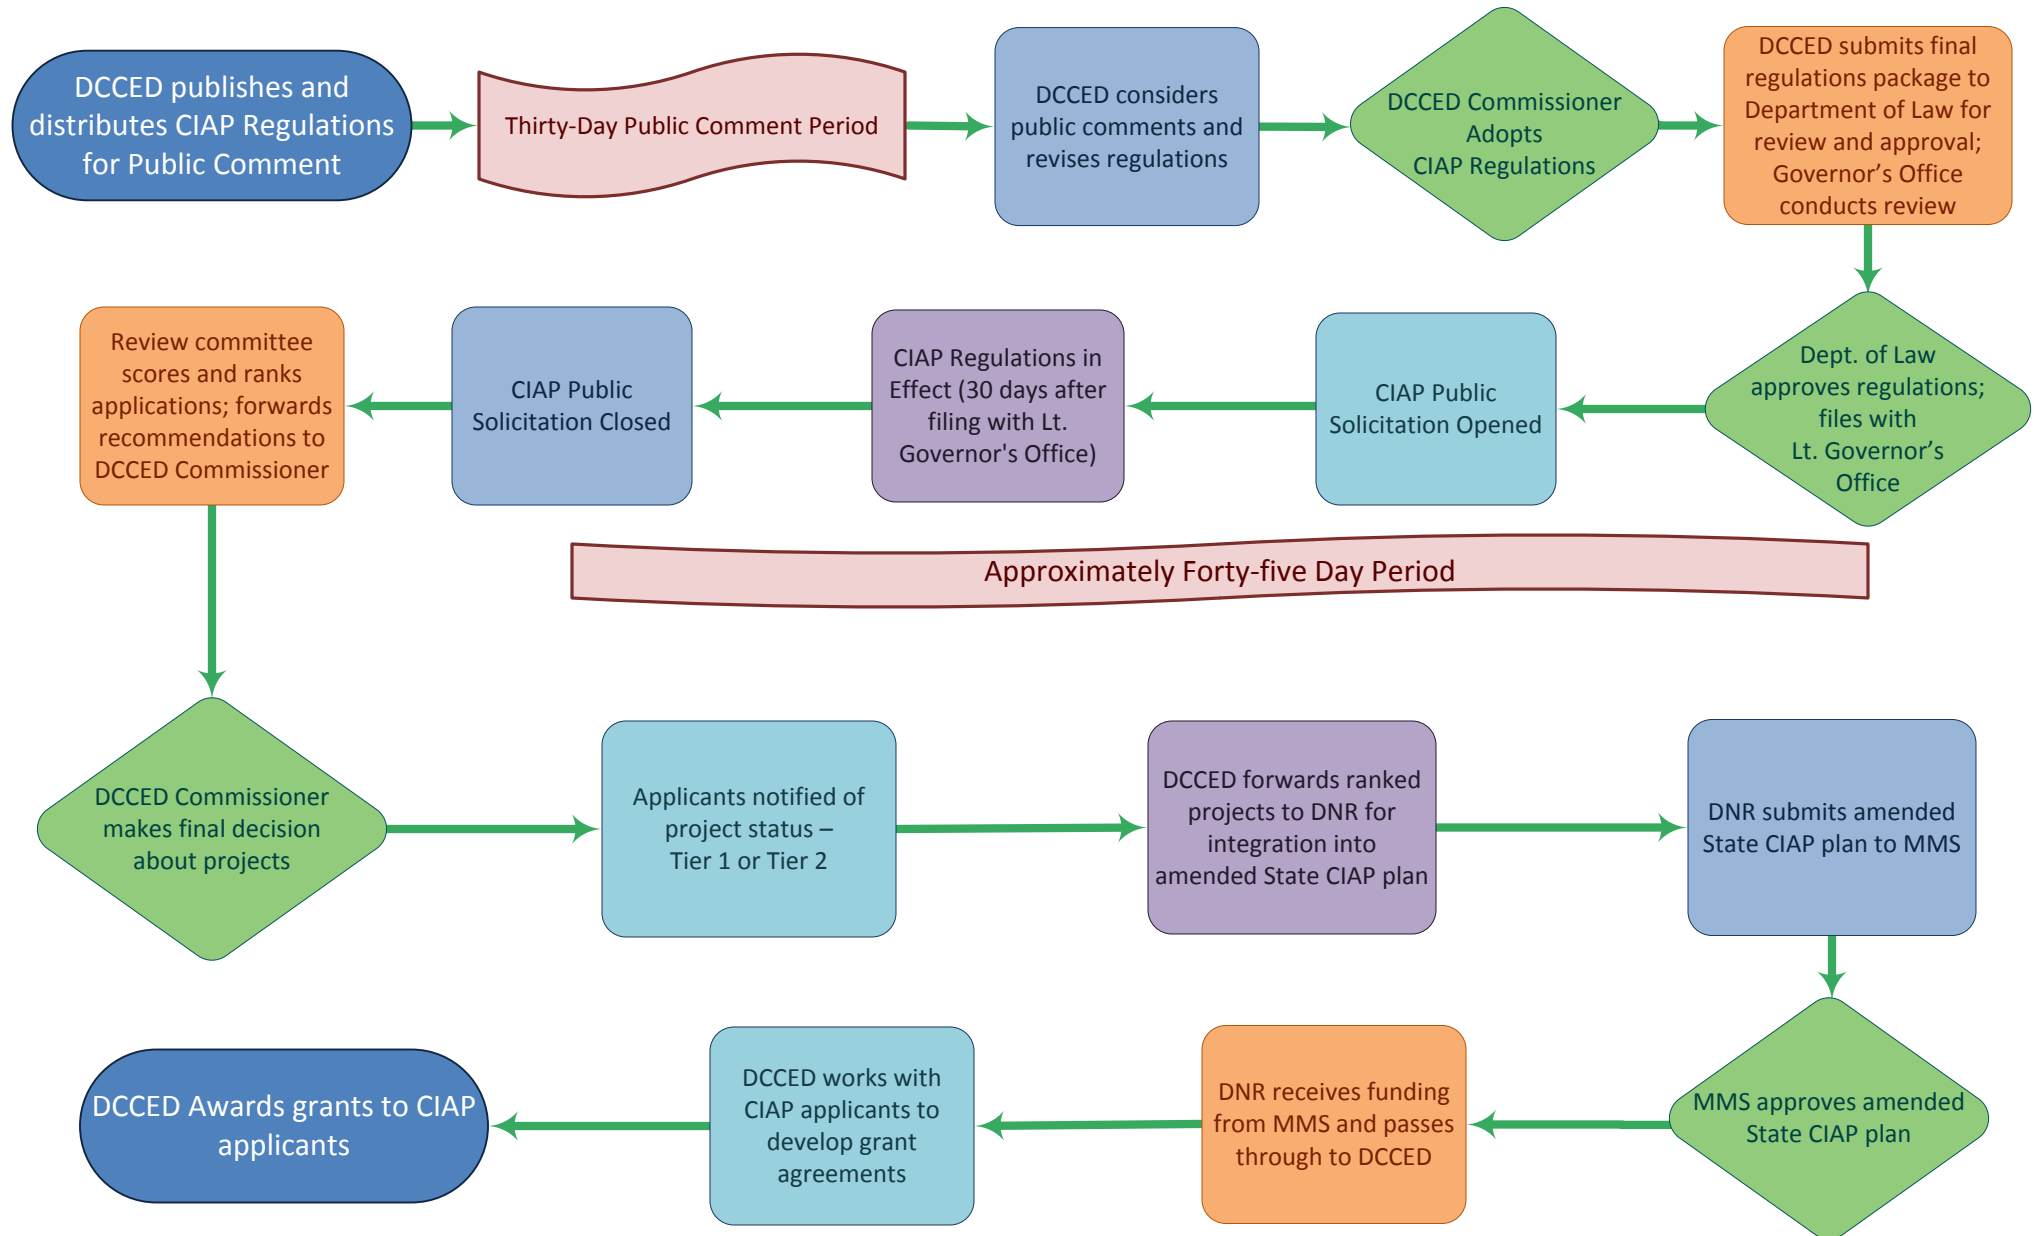 DCCED publishes and
distributes CIAP Regulations
for Public Comment
Thirty-Day Public Comment Period
DCCED considers
public comments and
revises regulations
DCCED Commissioner
Adopts
CIAP Regulations
DCCED submits final
regulations package to
Department of Law for
review and approval;
Governor’s Office
conducts review
Dept. of Law
approves regulations;
files with
Lt. Governor’s
Office
CIAP Public
Solicitation Opened
CIAP Regulations in
Effect (30 days after
filing with Lt.
Governor's Office)
CIAP Public
Solicitation Closed
Review committee
scores and ranks
applications; forwards
recommendations to
DCCED Commissioner
Approximately Forty-five Day Period
DCCED Commissioner
makes final decision
about projects
Applicants notified of
project status –
Tier 1 or Tier 2
DCCED forwards ranked
projects to DNR for
integration into
amended State CIAP plan
DNR submits amended
State CIAP plan to MMS
MMS approves amended
State CIAP plan
DNR receives funding
from MMS and passes
through to DCCED
DCCED works with
CIAP applicants to
develop grant
agreements
DCCED Awards grants to CIAP
applicants